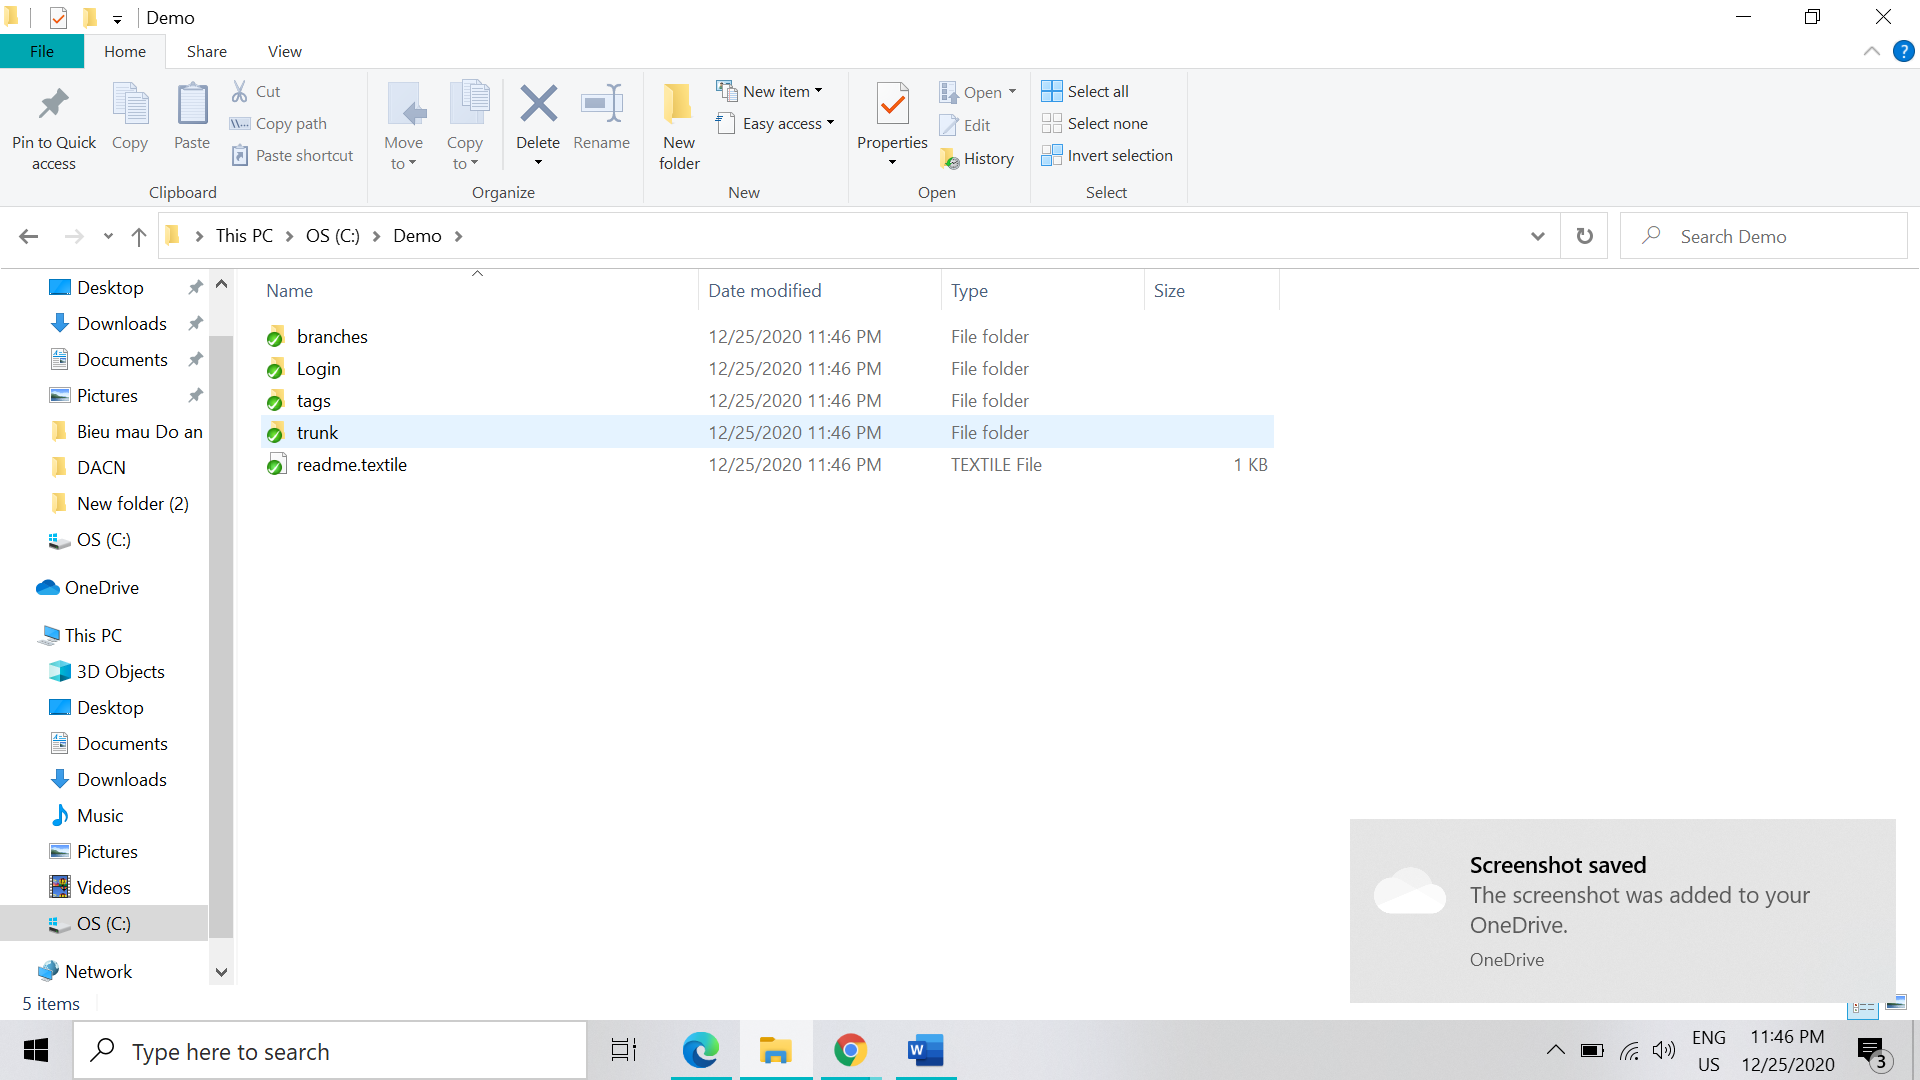 Demo
File
Home
Share
View
Pin to Quick
access
Copy
Paste
Cut
Copy path
Paste shortcut
Clipboard
Move
to
Copy
to
Delete
Rename
Organize
New
folder
New item
Easy access
New
Properties
Open
Edit
History
Open
Select all
Select none
Invert selection
Select
This PC
OS (C:)
Demo
Search Demo
Desktop
Downloads
Documents
Pictures
Bieu mau Do an
DACN
New folder (2)
OS (C:)
OneDrive
This PC
3D Objects
Desktop
Documents
Downloads
Music
Pictures
Videos
OS (C:)
Network
Name Date modified Type Size
branches 12/25/2020 11:46 PM File folder
Login 12/25/2020 11:46 PM File folder
tags 12/25/2020 11:46 PM File folder
trunk 12/25/2020 11:46 PM File folder
readme.textile 12/25/2020 11:46 PM TEXTILE File 1 KB
Screenshot saved
The screenshot was added to your
OneDrive.
OneDrive
5 items
Type here to search
W
ENG
US
11:46 PM
12/25/2020
3